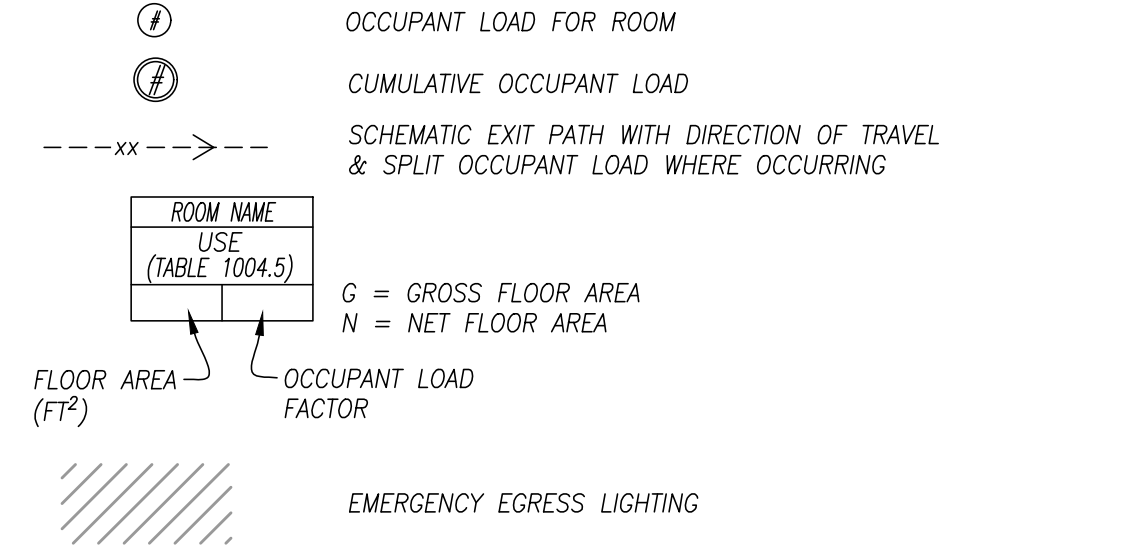 # OCCUPANT LOAD FOR ROOM
# CUMULATIVE OCCUPANT LOAD
xx SCHEMATIC EXIT PATH WITH DIRECTION OF TRAVEL
& SPLIT OCCUPANT LOAD WHERE OCCURRING
ROOM NAME
USE
(TABLE 1004.5)
G = GROSS FLOOR AREA
N = NET FLOOR AREA
FLOOR AREA
(FT²)
OCCUPANT LOAD
FACTOR
EMERGENCY EGRESS LIGHTING